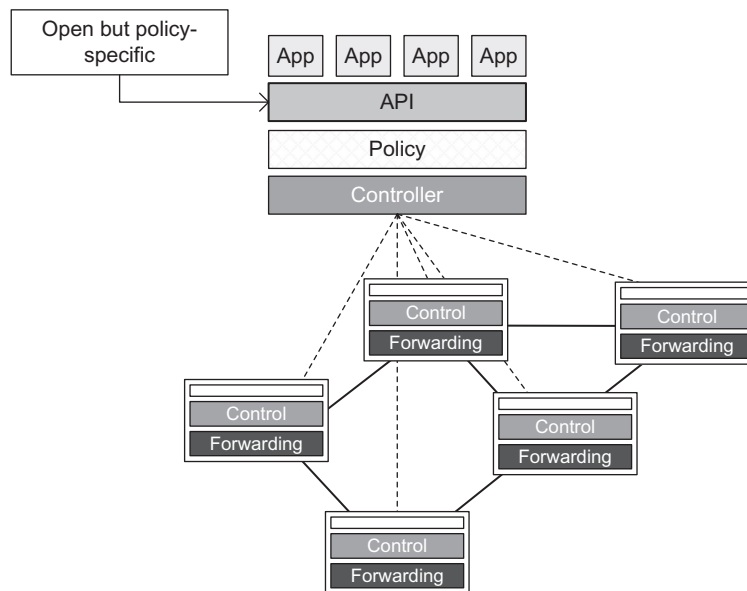 Open but policy-
specific
App App App App
API
Policy
Controller
Control
Forwarding
Control
Forwarding
Control
Forwarding
Control
Forwarding
Control
Forwarding